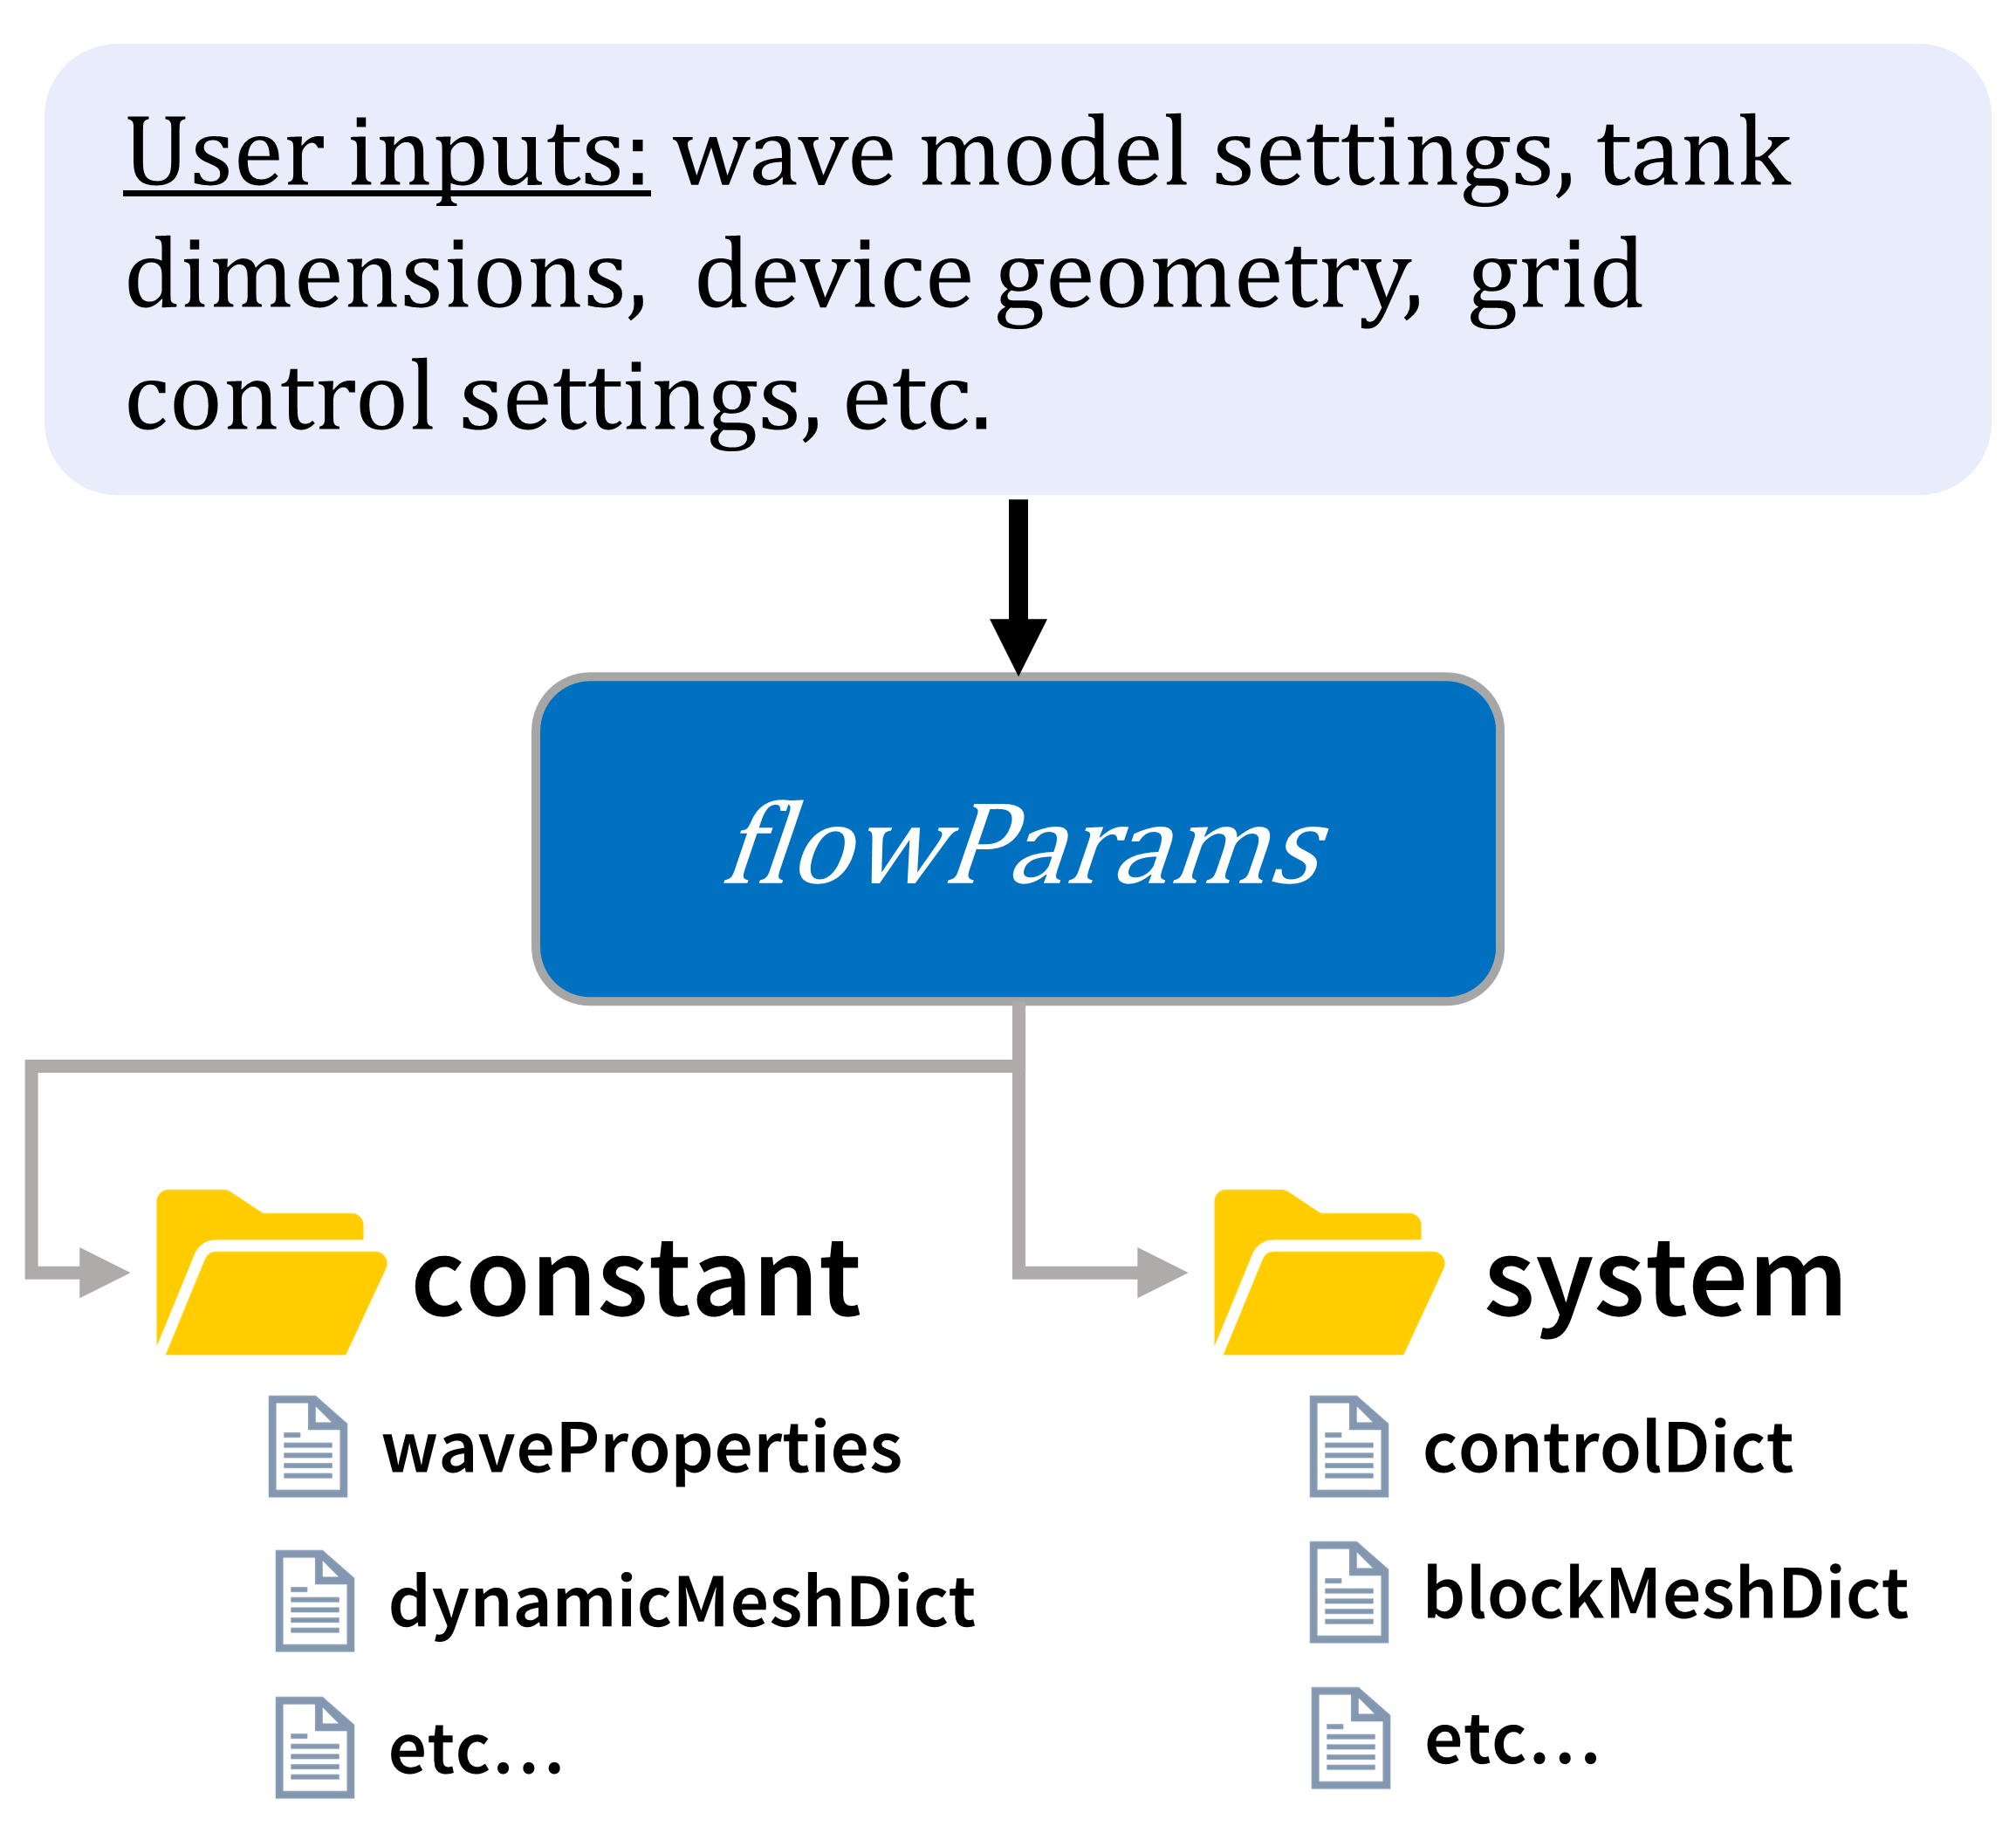 User inputs: wave model settings, tank
dimensions, device geometry, grid
control settings, etc.
flowParams
constant
waveProperties
dynamicMeshDict
etc...
system
controlDict
blockMeshDict
etc...